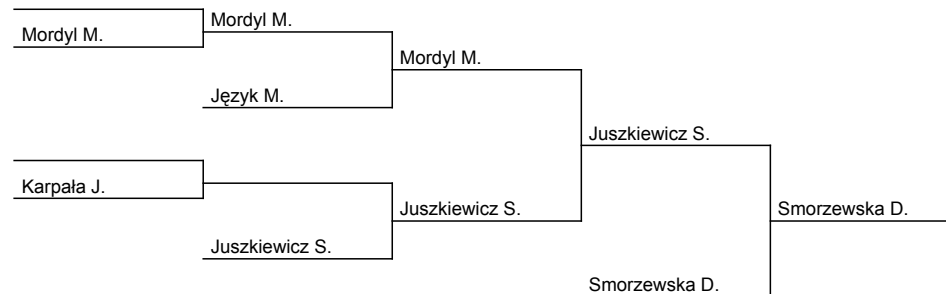 Mordyl M.
Mordyl M.
Mordyl M.
Język M.
Juszkiewicz S.
Karpała J.
Juszkiewicz S.
Smorzewska D.
Juszkiewicz S.
Smorzewska D.